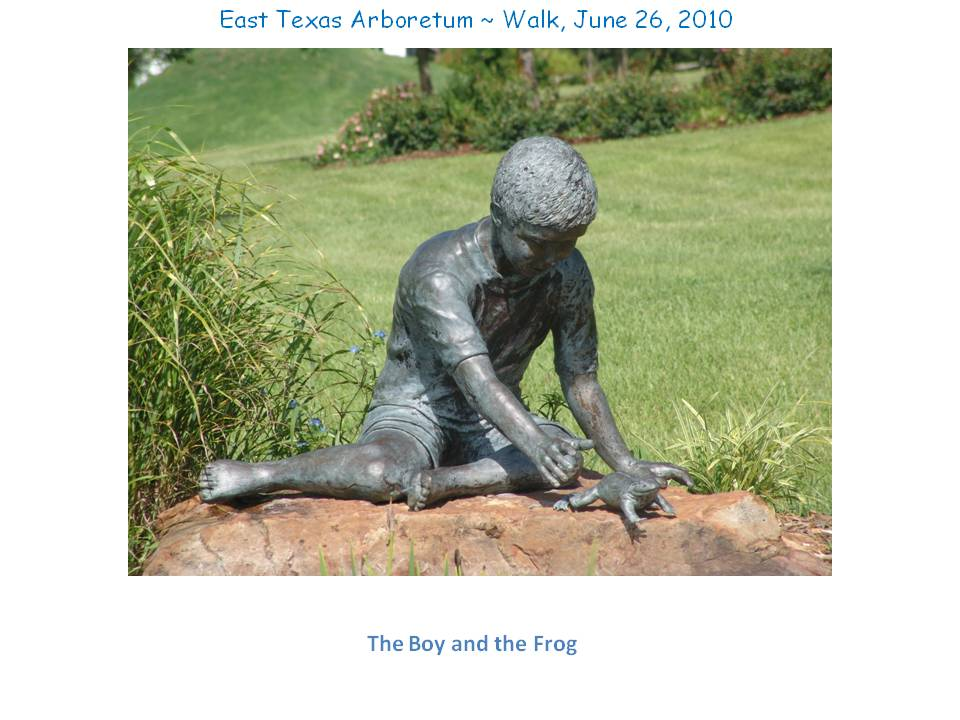 East Texas Arboretum ~ Walk, June 26, 2010
The Boy and the Frog